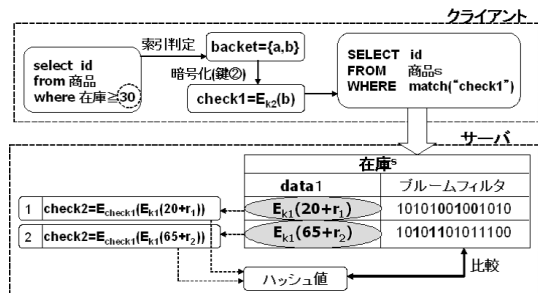 クライアント
select id
from 商品
where 在庫≧30
索引判定
backet={a,b}
暗号化(鍵②)
check1=Ek2(b)
SELECT id
FROM 商品s
WHERE match("check1")
サーバ
在庫s
data1 ブルームフィルタ
Ek1(20+r1) 10101001001010
Ek1(65+r2) 10101101011100
1 check2=Echeck1(Ek1(20+r1))
2 check2=Echeck1(Ek1(65+r2))
ハッシュ値
比較